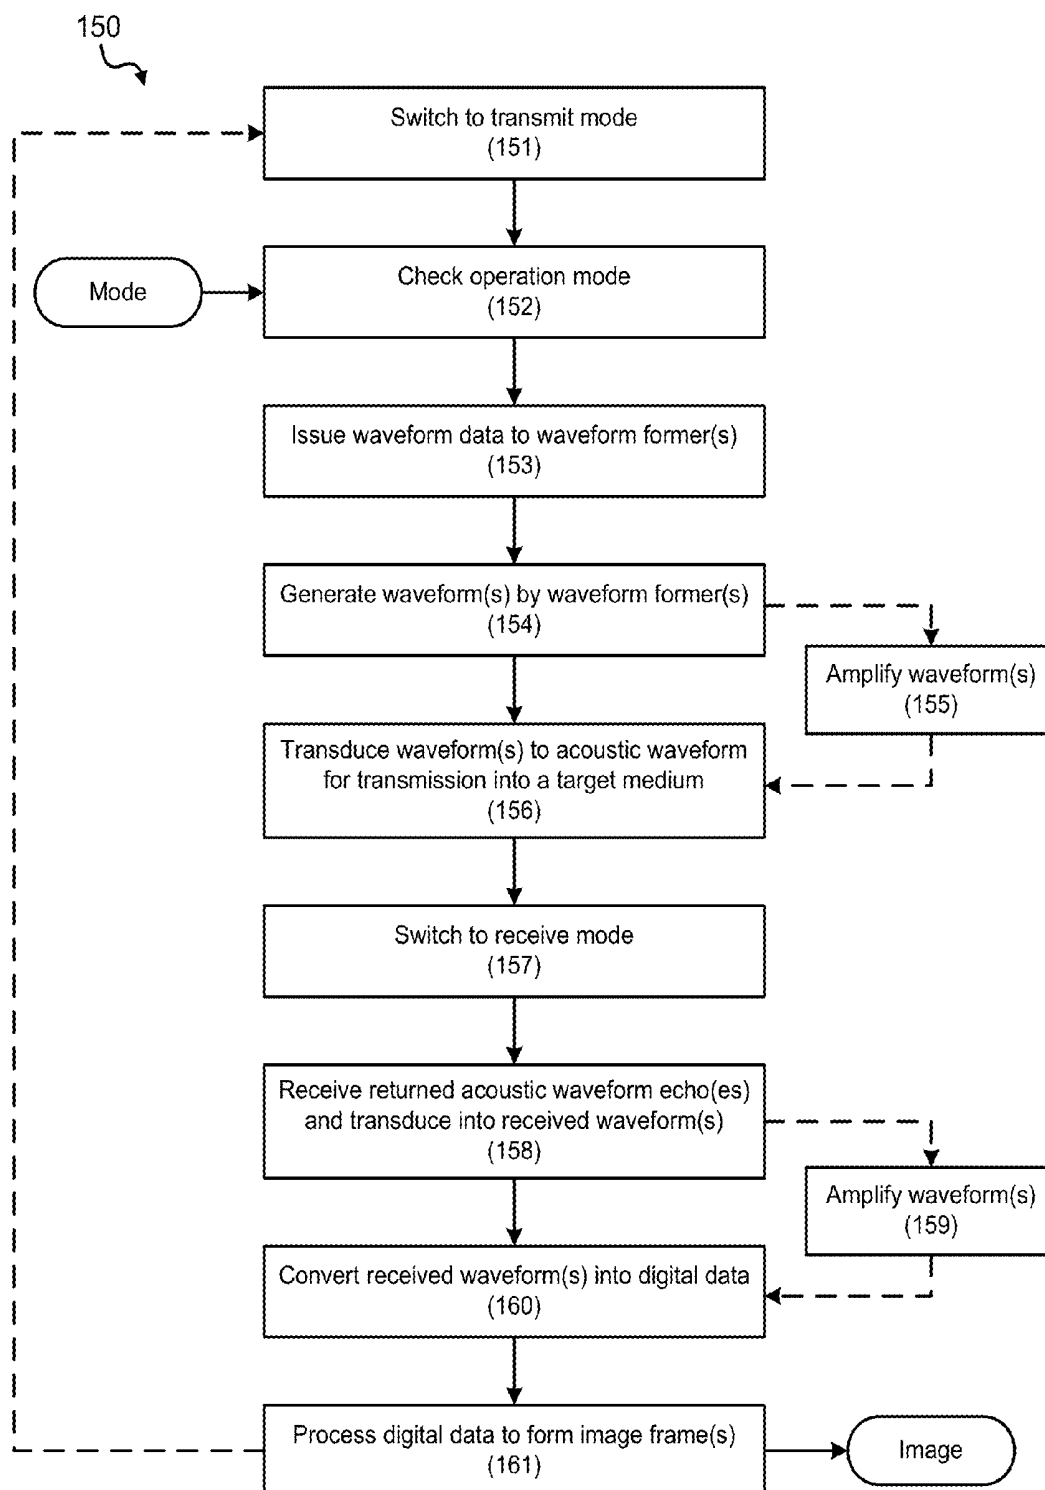 150
Switch to transmit mode
(151)
Mode
Check operation mode
(152)
Issue waveform data to waveform former(s)
(153)
Generate waveform(s) by waveform former(s)
(154)
Amplify waveform(s)
(155)
Transduce waveform(s) to acoustic waveform
for transmission into a target medium
(156)
Switch to receive mode
(157)
Receive returned acoustic waveform echo(es)
and transduce into received waveform(s)
(158)
Amplify waveform(s)
(159)
Convert received waveform(s) into digital data
(160)
Process digital data to form image frame(s)
(161)
Image